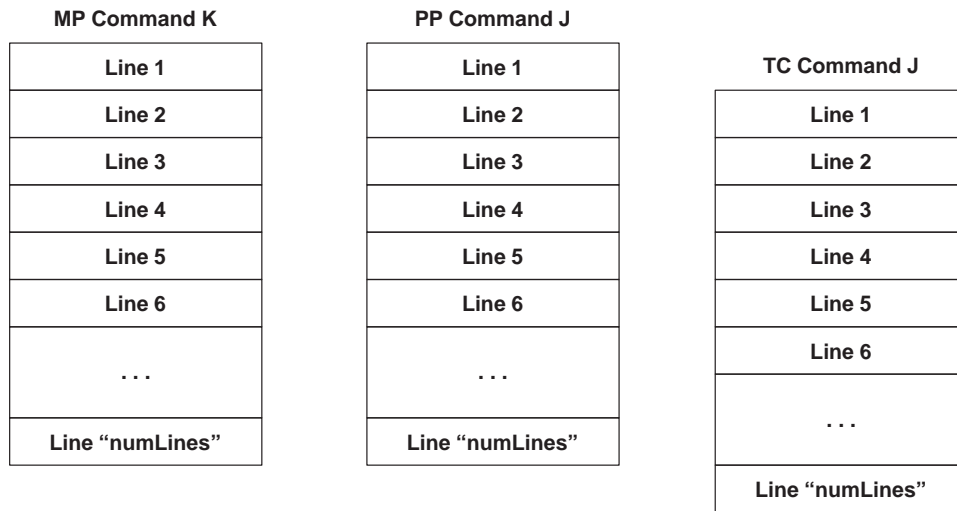 MP Command K
Line 1
Line 2
Line 3
Line 4
Line 5
Line 6
. . .
Line “numLines”
PP Command J
Line 1
Line 2
Line 3
Line 4
Line 5
Line 6
. . .
Line “numLines”
TC Command J
Line 1
Line 2
Line 3
Line 4
Line 5
Line 6
. . .
Line “numLines”